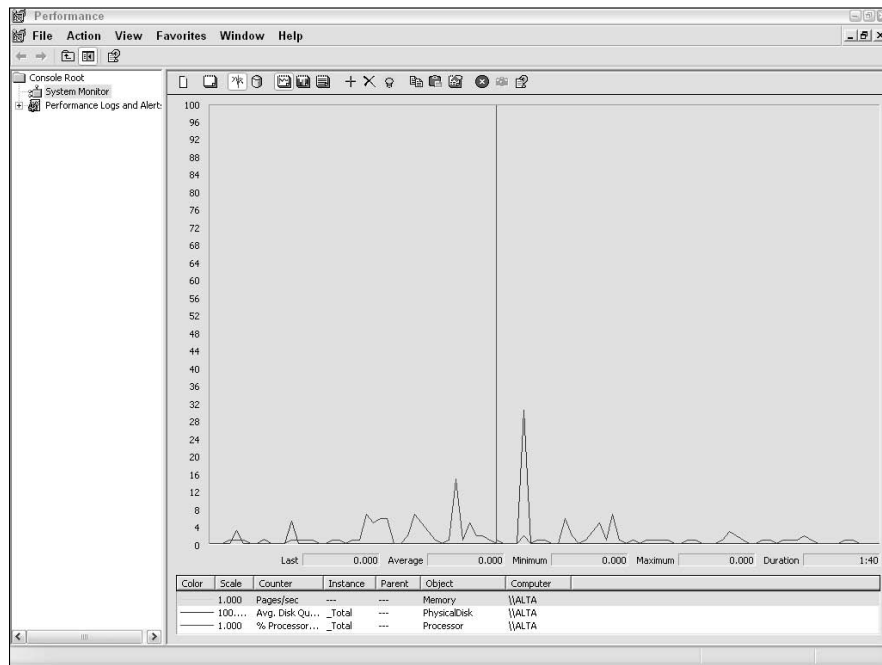 Performance
File Action View Favorites Window Help
Console Root
System Monitor
Performance Logs and Alert:
100
96
92
88
84
80
76
72
68
64
60
56
52
48
44
40
36
32
28
24
20
16
12
8
4
0
Last 0.000 Average 0.000 Minimum 0.000 Maximum 0.000 Duration 1:40
Color Scale Counter Instance Parent Object Computer
1.000 Pages/sec --- --- Memory \\ALTA
100.... Avg. Disk Qu... _Total --- PhysicalDisk \\ALTA
1.000 % Processor... _Total --- Processor \\ALTA